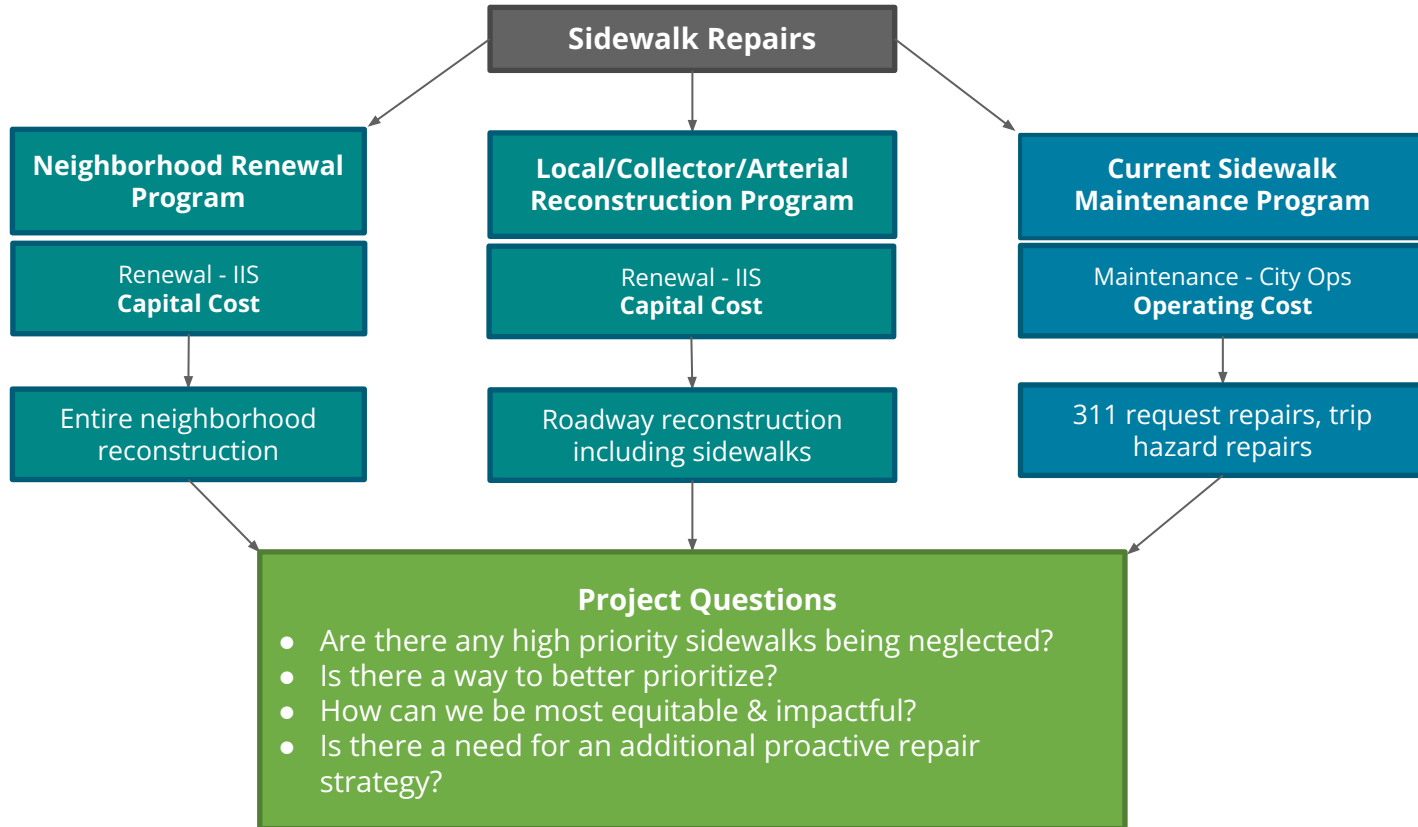 Sidewalk Repairs
Neighborhood Renewal
Program
Renewal - IIS
Capital Cost
Entire neighborhood
reconstruction
Local/Collector/Arterial
Reconstruction Program
Renewal - IIS
Capital Cost
Roadway reconstruction
including sidewalks
Current Sidewalk
Maintenance Program
Maintenance - City Ops
Operating Cost
311 request repairs, trip
hazard repairs
Project Questions
● Are there any high priority sidewalks being neglected?
● Is there a way to better prioritize?
● How can we be most equitable & impactful?
● Is there a need for an additional proactive repair
strategy?